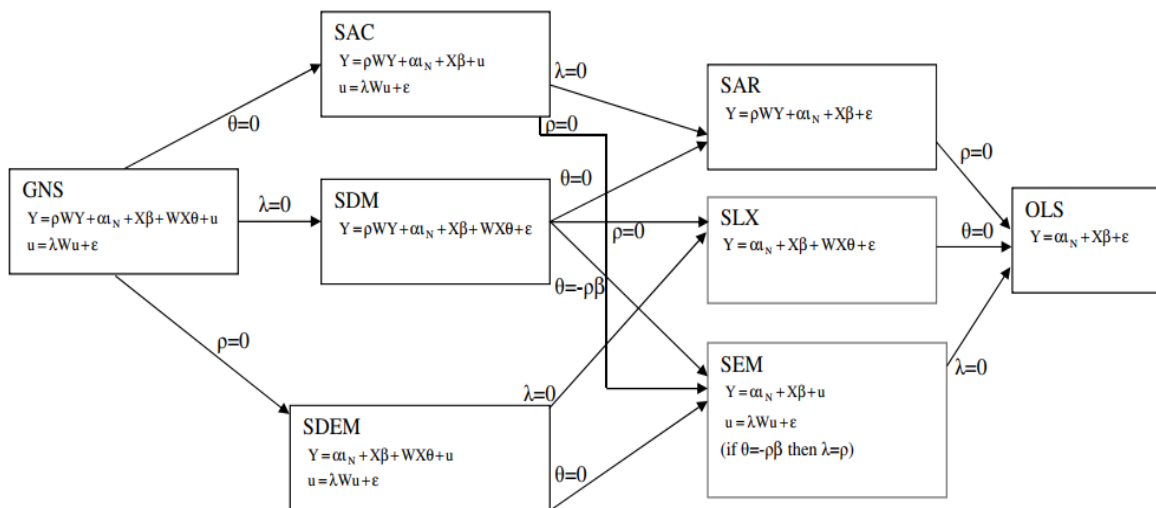 SAC
Y=ρWY+αι_N+Xβ+u
u=λWu+ε
λ=0
ρ=0
θ=0
SAR
Y=ρWY+αι_N+Xβ+ε
ρ=0
GNS
Y=ρWY+αι_N+Xβ+WXθ+u
u=λWu+ε
λ=0
SDM
Y=ρWY+αι_N+Xβ+WXθ+ε
θ=0
ρ=0
θ=-ρβ
SLX
Y=αι_N+Xβ+WXθ+ε
θ=0
OLS
Y=αι_N+Xβ+ε
ρ=0
SDEM
Y=αι_N+Xβ+WXθ+u
u=λWu+ε
λ=0
θ=0
SEM
Y=αι_N+Xβ+u
u=λWu+ε
(if θ=-ρβ then λ=ρ)
λ=0